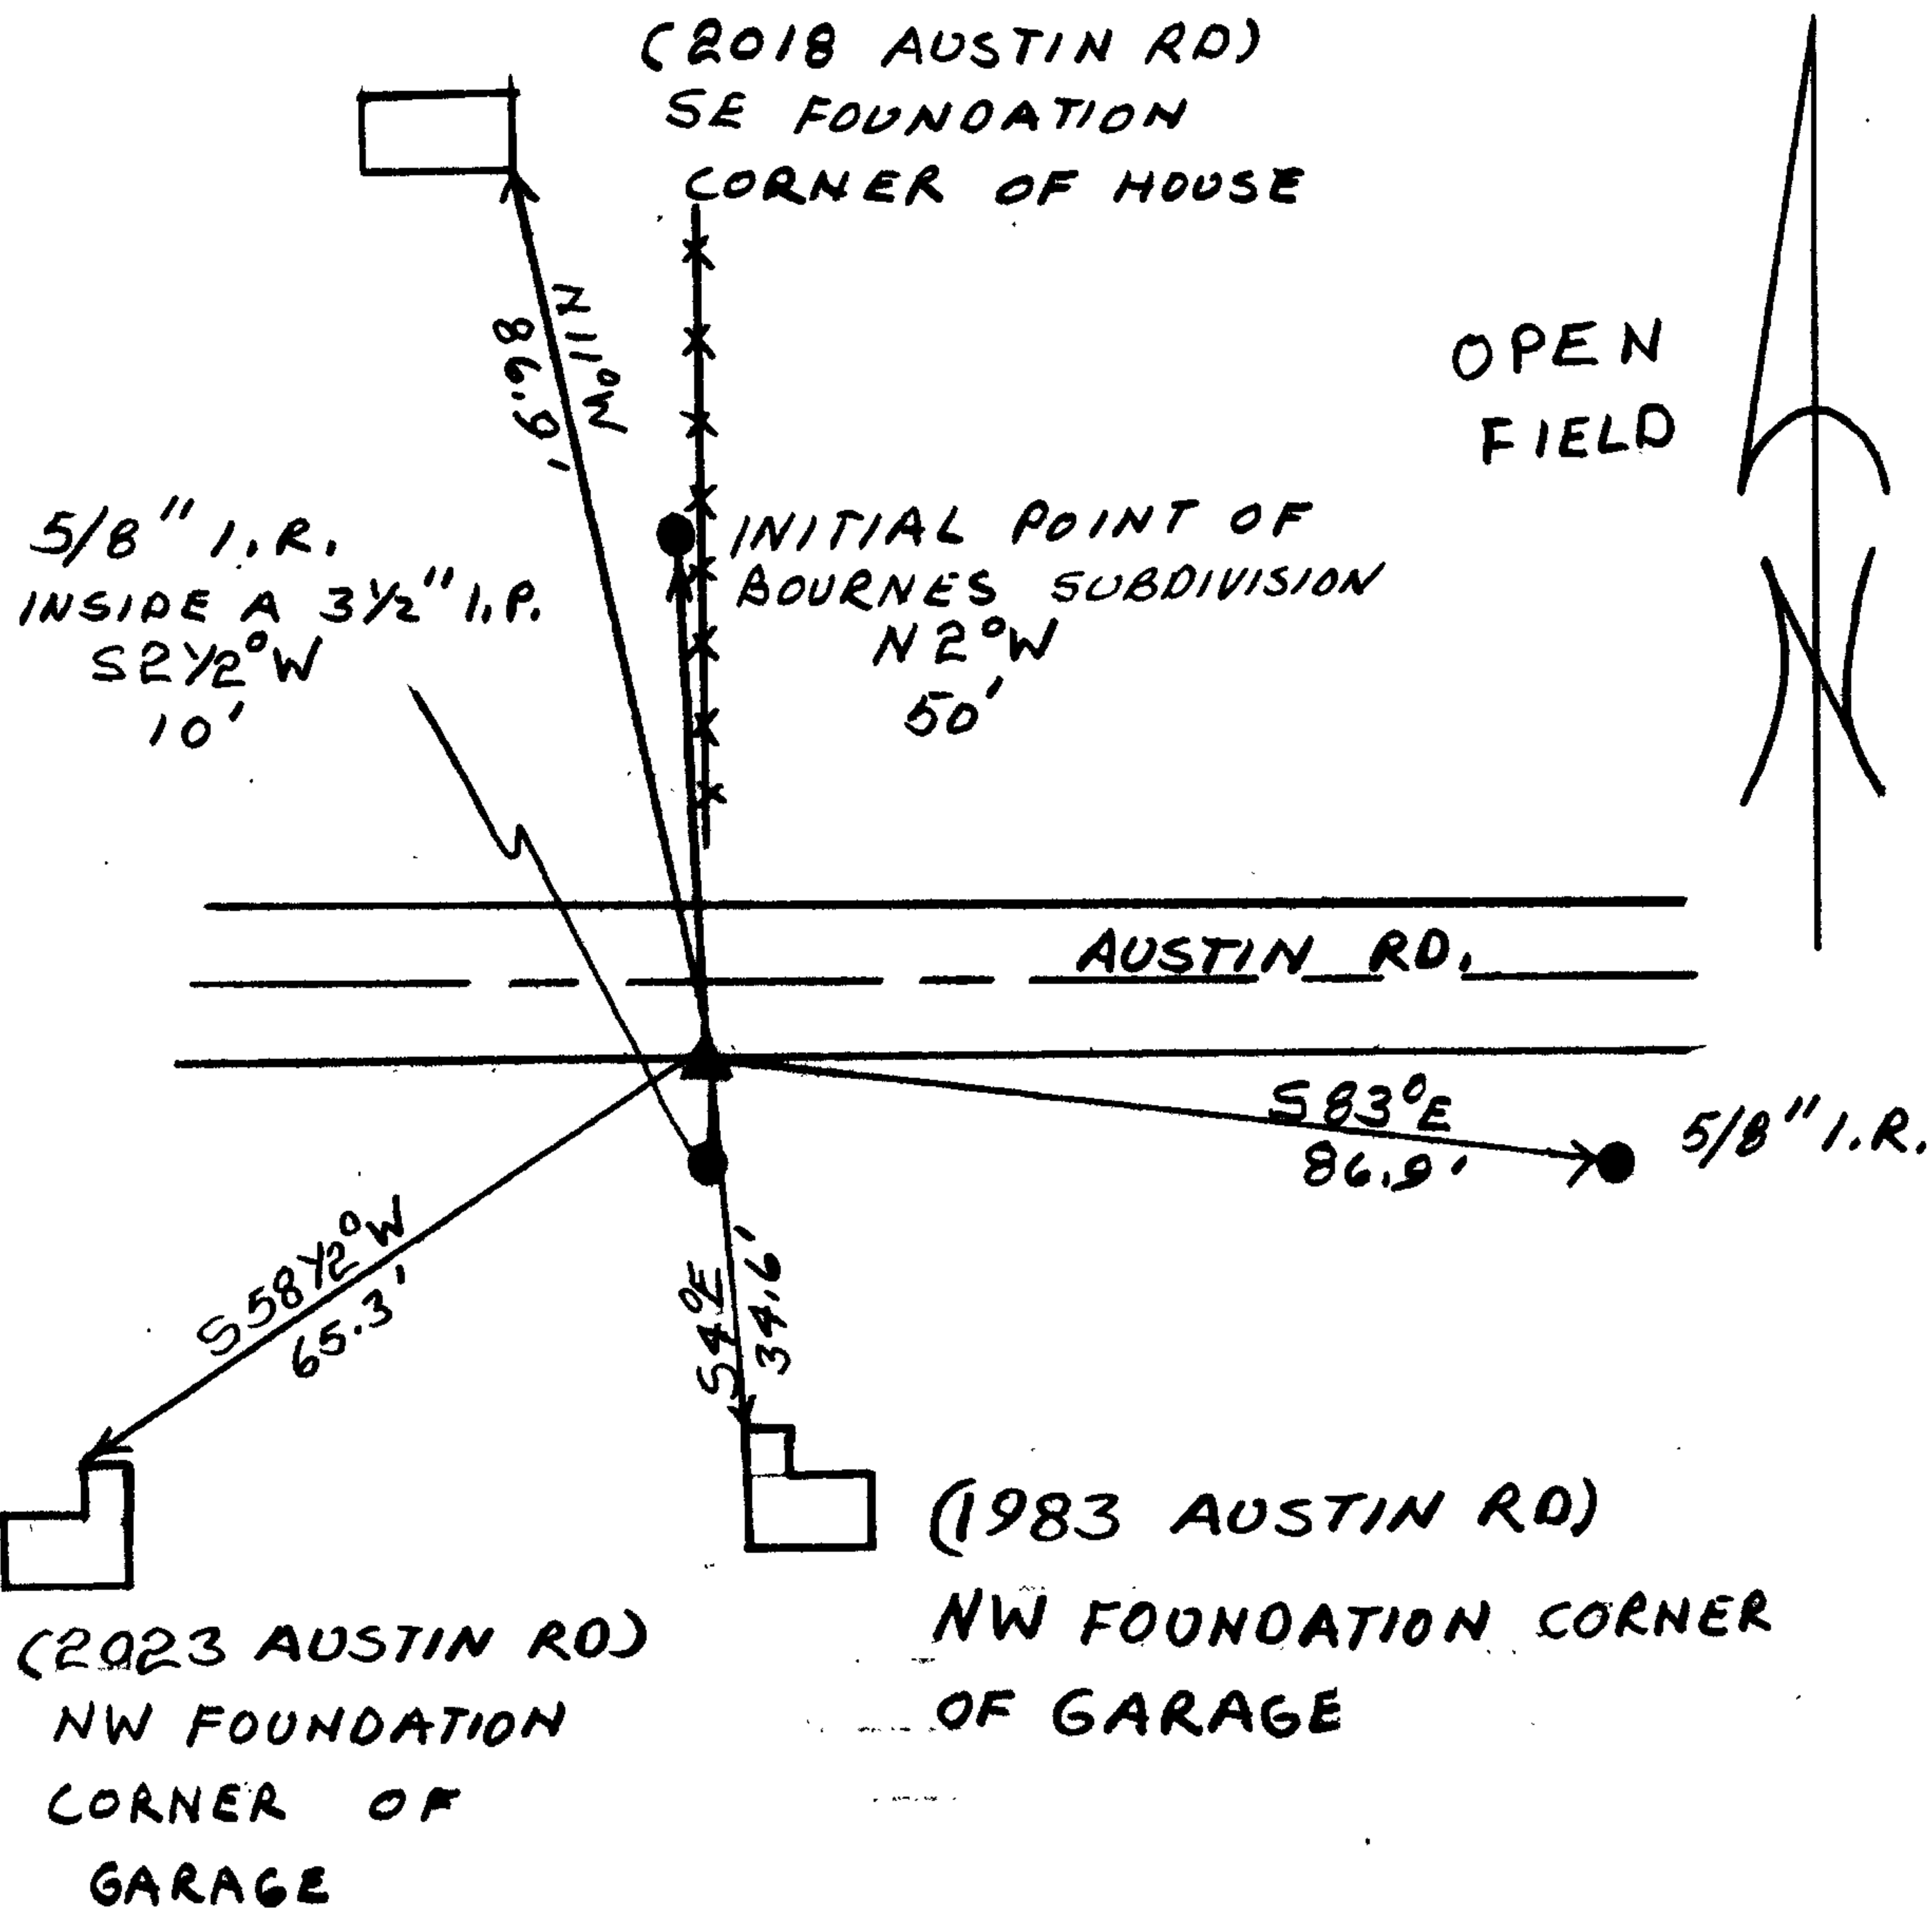 (2018 AUSTIN RD)
SE FOUNDATION
CORNER OF HOUSE
N11°W
86.9'
OPEN
FIELD
5/8" I.R.
INSIDE A 3½" I.P.
S2½°W
10'
INITIAL POINT OF
BOURNES SUBDIVISION
N2°W
50'
N
AUSTIN RD.
S83°E
86.9'
5/8" I.R.
S58½°W
65.3'
S4°E
34.6'
(1983 AUSTIN RD)
NW FOUNDATION CORNER
OF GARAGE
(2023 AUSTIN RD)
NW FOUNDATION
CORNER OF
GARAGE